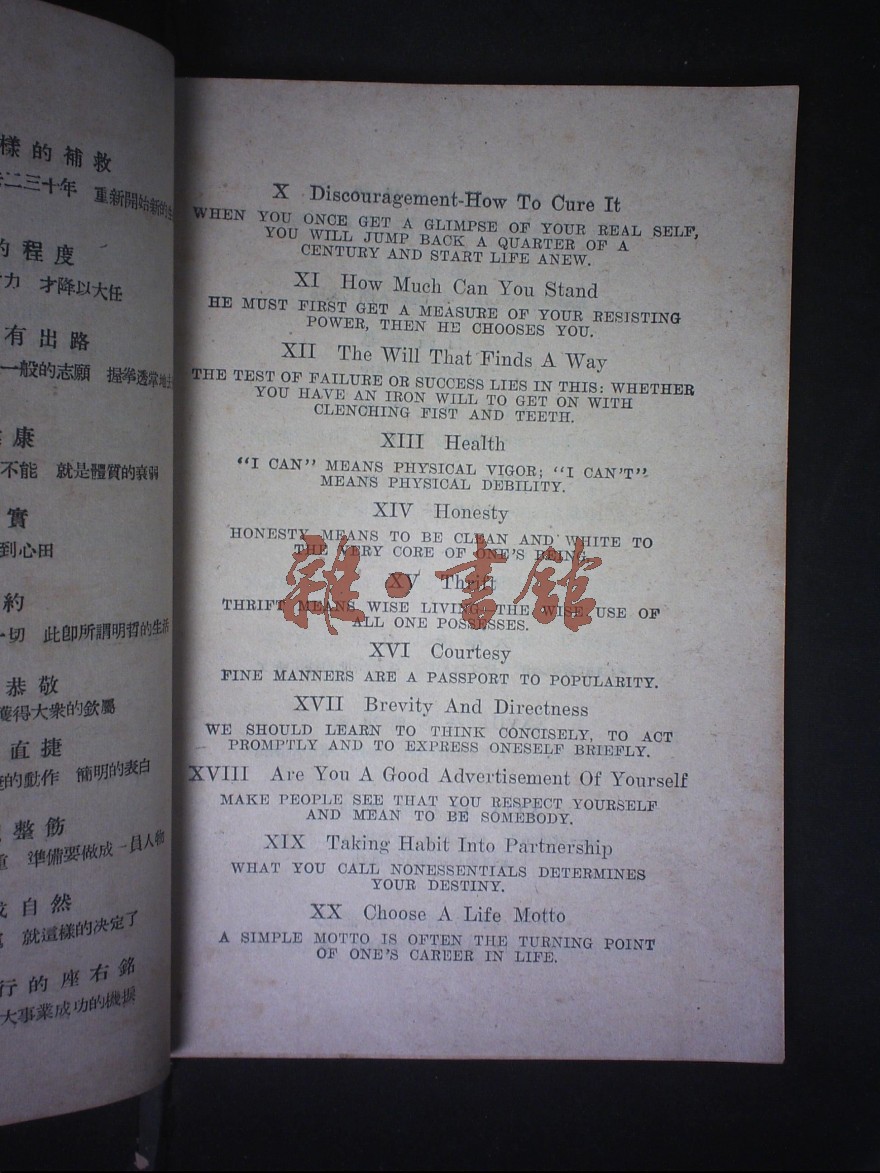 樣的補救
二三十年 重新開始新的生
程度
力 才降以大任
有出路
一般的志願 握拳透掌地
康
不能 就是體質的衰弱
實
到心田
約
切 此卽所謂明哲的生活
恭敬
獲得大衆的欽屬
直捷
的動作 簡明的表白
整飭
準備要做成一員人物
自然
就這樣的决定了
行的座右銘
大事業成功的機捩
X Discouragement-How To Cure It
WHEN YOU ONCE GET A GLIMPSE OF YOUR REAL SELF,
YOU WILL JUMP BACK A QUARTER OF A
CENTURY AND START LIFE ANEW.
XI How Much Can You Stand
HE MUST FIRST GET A MEASURE OF YOUR RESISTING
POWER, THEN HE CHOOSES YOU.
XII The Will That Finds A Way
THE TEST OF FAILURE OR SUCCESS LIES IN THIS: WHETHER
YOU HAVE AN IRON WILL TO GET ON WITH
CLENCHING FIST AND TEETH.
XIII Health
"I CAN" MEANS PHYSICAL VIGOR; "I CAN'T"
MEANS PHYSICAL DEBILITY.
XIV Honesty
HONESTY MEANS TO BE CLEAN AND WHITE TO
THE VERY CORE OF ONE'S BEING.
XV Thrift
THRIFT MEANS WISE LIVING, THE WISE USE OF
ALL ONE POSSESSES.
雜·書館
XVI Courtesy
FINE MANNERS ARE A PASSPORT TO POPULARITY.
XVII Brevity And Directness
WE SHOULD LEARN TO THINK CONCISELY, TO ACT
PROMPTLY AND TO EXPRESS ONESELF BRIEFLY.
XVIII Are You A Good Advertisement Of Yourself
MAKE PEOPLE SEE THAT YOU RESPECT YOURSELF
AND MEAN TO BE SOMEBODY.
XIX Taking Habit Into Partnership
WHAT YOU CALL NONESSENTIALS DETERMINES
YOUR DESTINY.
XX Choose A Life Motto
A SIMPLE MOTTO IS OFTEN THE TURNING POINT
OF ONE'S CAREER IN LIFE.